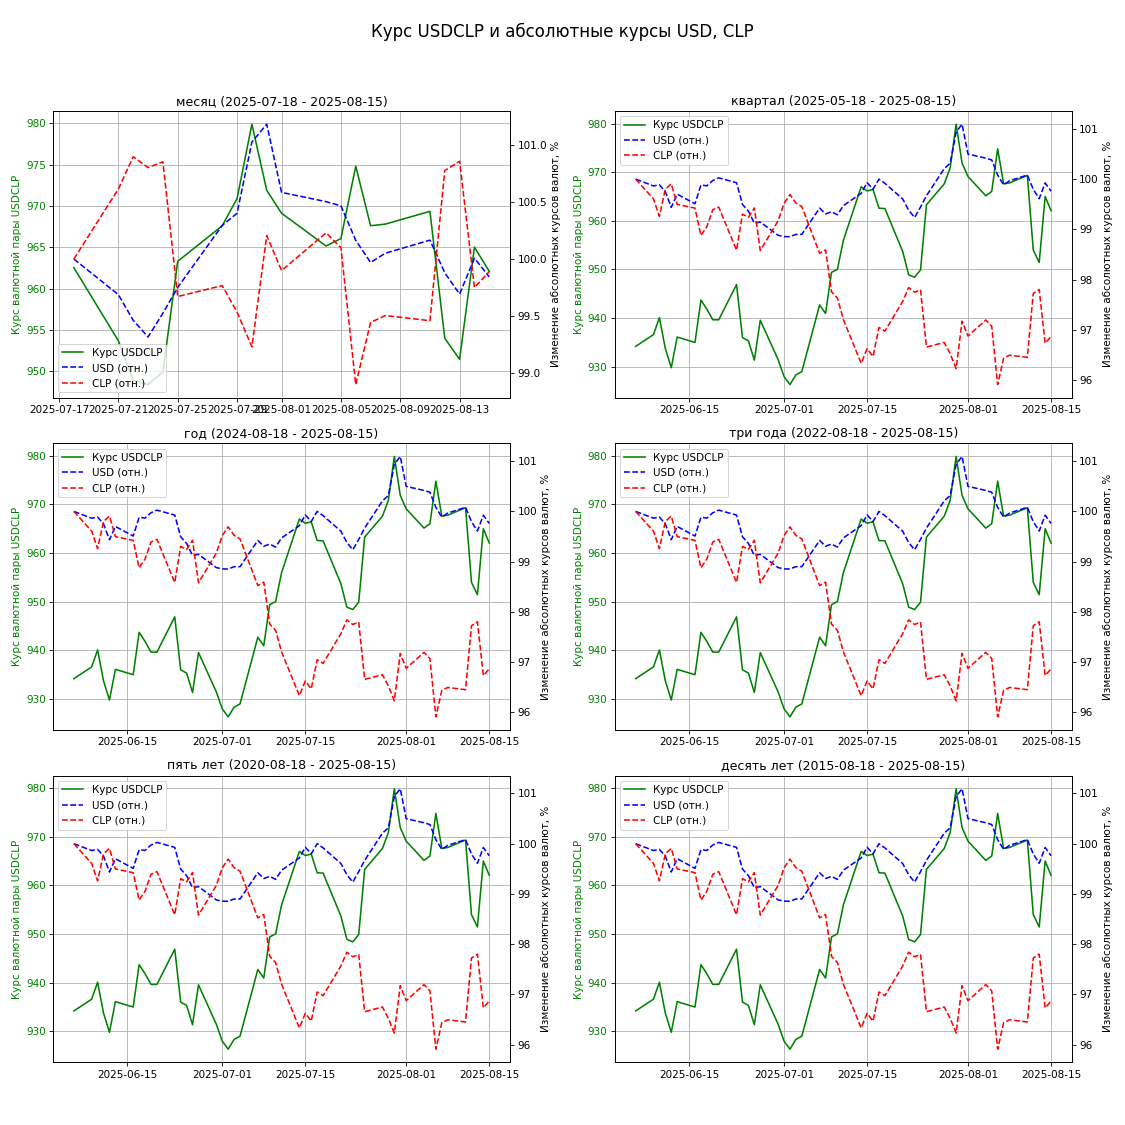 Курс USDCLP и абсолютные курсы USD, CLP
месяц (2025-07-18 - 2025-08-15)
980
975
970
965
960
955
950
Курс валютной пары USDCLP
101.0
100.5
100.0
99.5
99.0
Изменение абсолютных курсов валют, %
Курс USDCLP
USD (отн.)
CLP (отн.)
2025-07-17 2025-07-21 2025-07-25 2025-07-29 2025-08-01 2025-08-05 2025-08-09 2025-08-13
квартал (2025-05-18 - 2025-08-15)
980
970
960
950
940
930
Курс валютной пары USDCLP
101
100
99
98
97
96
Изменение абсолютных курсов валют, %
Курс USDCLP
USD (отн.)
CLP (отн.)
2025-06-15 2025-07-01 2025-07-15 2025-08-01 2025-08-15
год (2024-08-18 - 2025-08-15)
980
970
960
950
940
930
Курс валютной пары USDCLP
101
100
99
98
97
96
Изменение абсолютных курсов валют, %
Курс USDCLP
USD (отн.)
CLP (отн.)
2025-06-15 2025-07-01 2025-07-15 2025-08-01 2025-08-15
три года (2022-08-18 - 2025-08-15)
980
970
960
950
940
930
Курс валютной пары USDCLP
101
100
99
98
97
96
Изменение абсолютных курсов валют, %
Курс USDCLP
USD (отн.)
CLP (отн.)
2025-06-15 2025-07-01 2025-07-15 2025-08-01 2025-08-15
пять лет (2020-08-18 - 2025-08-15)
980
970
960
950
940
930
Курс валютной пары USDCLP
101
100
99
98
97
96
Изменение абсолютных курсов валют, %
Курс USDCLP
USD (отн.)
CLP (отн.)
2025-06-15 2025-07-01 2025-07-15 2025-08-01 2025-08-15
десять лет (2015-08-18 - 2025-08-15)
980
970
960
950
940
930
Курс валютной пары USDCLP
101
100
99
98
97
96
Изменение абсолютных курсов валют, %
Курс USDCLP
USD (отн.)
CLP (отн.)
2025-06-15 2025-07-01 2025-07-15 2025-08-01 2025-08-15